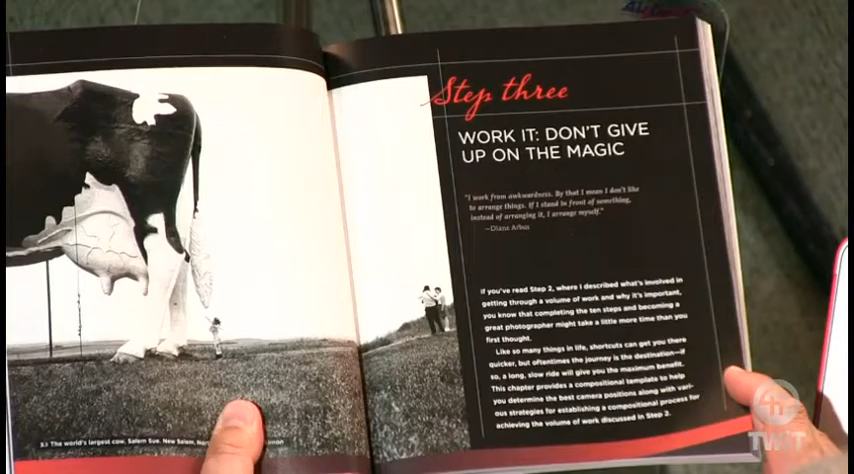 Step three
WORK IT: DON'T GIVE
UP ON THE MAGIC
"I work from awkwardness. By that I mean I don't like
to arrange things. If I stand in front of something,
instead of arranging it, I arrange myself."
—Diane Arbus
If you've read Step 2, where I described what's involved in
getting through a volume of work and why it's important,
you know that completing the ten steps and becoming a
great photographer might take a little more time than you
first thought.
Like so many things in life, shortcuts can get you there
quicker, but oftentimes the journey is the destination—if
so, a long, slow ride will give you the maximum benefit.
This chapter provides a compositional template to help
you determine the best camera positions along with vari-
ous strategies for establishing a compositional process for
achieving the volume of work discussed in Step 2.
3.1 The world's largest cow, Salem Sue. New Salem,
TWiT